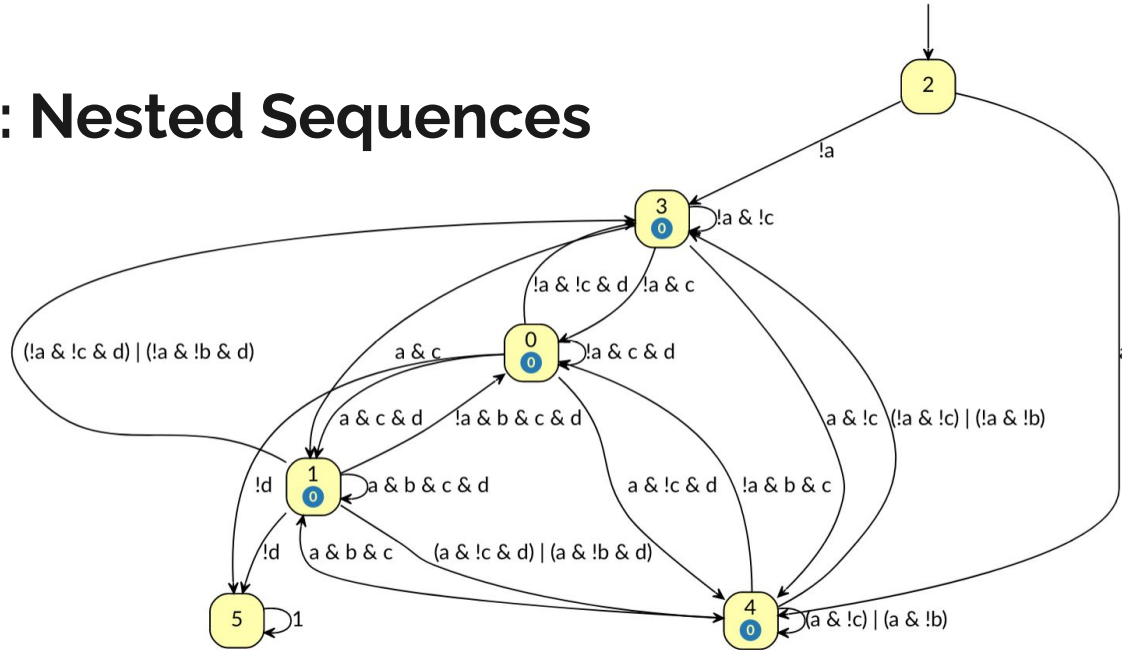 2
: Nested Sequences
!a
3
0
!a & !c
!a & !c & d
!a & c
0
0
!a & c & d
(!a & !c & d) | (!a & !b & d)
a & c
a & c & d
!a & b & c & d
a & !c
(!a & !c) | (!a & !b)
1
0
!d
a & b & c & d
a & !c & d
!a & b & c
!d
a & b & c
(a & !c & d) | (a & !b & d)
5
1
4
0
(a & !c) | (a & !b)